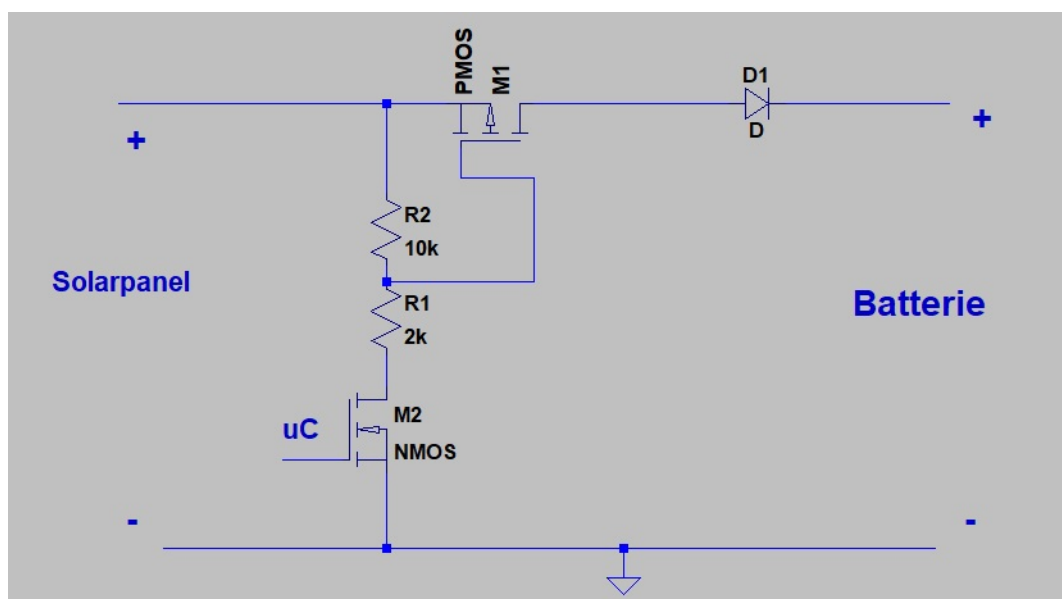 PMOS
M1
D1
D
+
+
R2
10k
Solarpanel
R1
2k
Batterie
uC
M2
NMOS
-
-